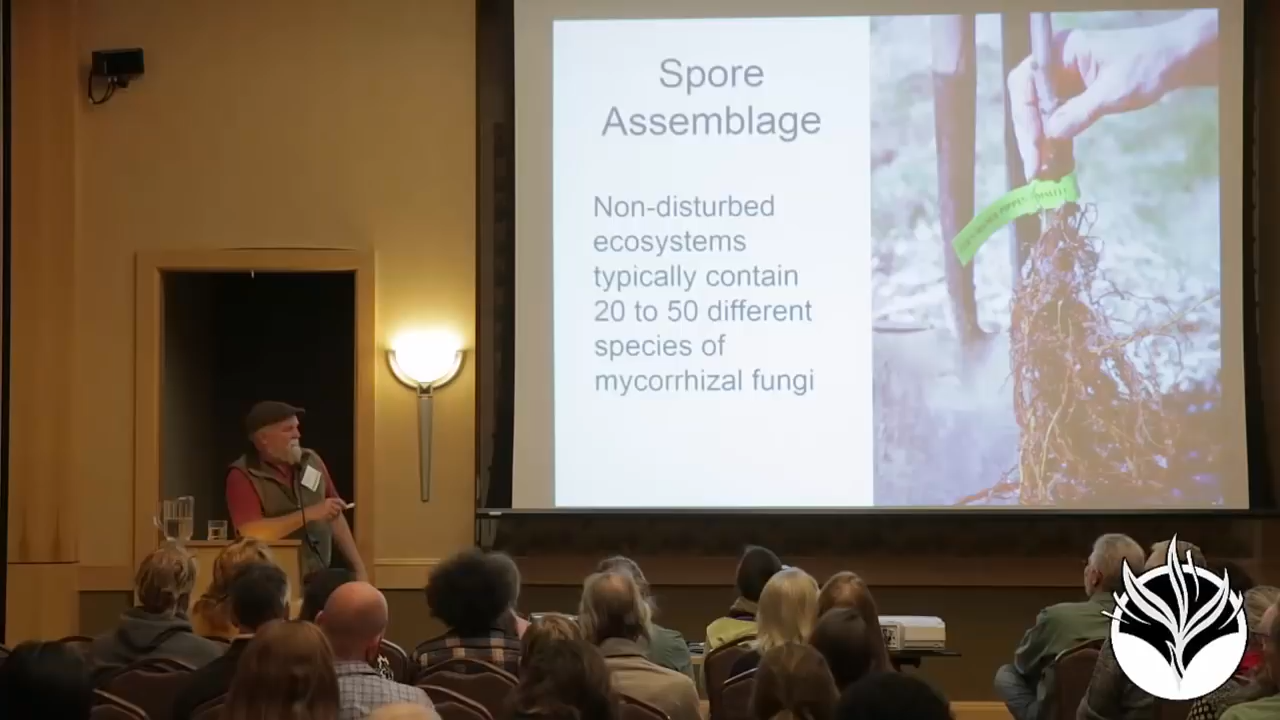 Spore
Assemblage
Non-disturbed
ecosystems
typically contain
20 to 50 different
species of
mycorrhizal fungi